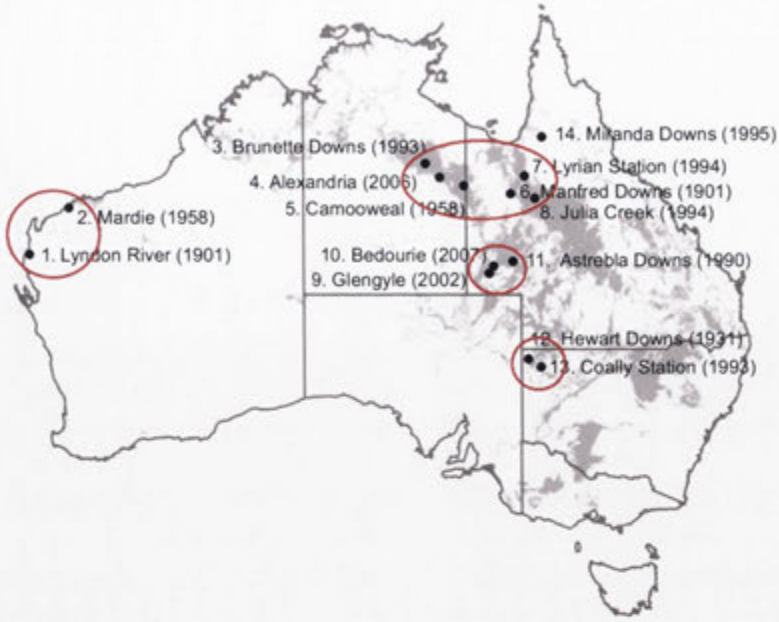 14. Miranda Downs (1995)
3. Brunette Downs (1993)
7. Lyrian Station (1994)
4. Alexandria (2006)
6. Manfred Downs (1901)
5. Camooweal (1958)
8. Julia Creek (1994)
2. Mardie (1958)
1. Lyndon River (1901)
10. Bedourie (2007)
11. Astrebla Downs (1990)
9. Glengyle (2002)
12. Hewart Downs (1931)
13. Coally Station (1993)